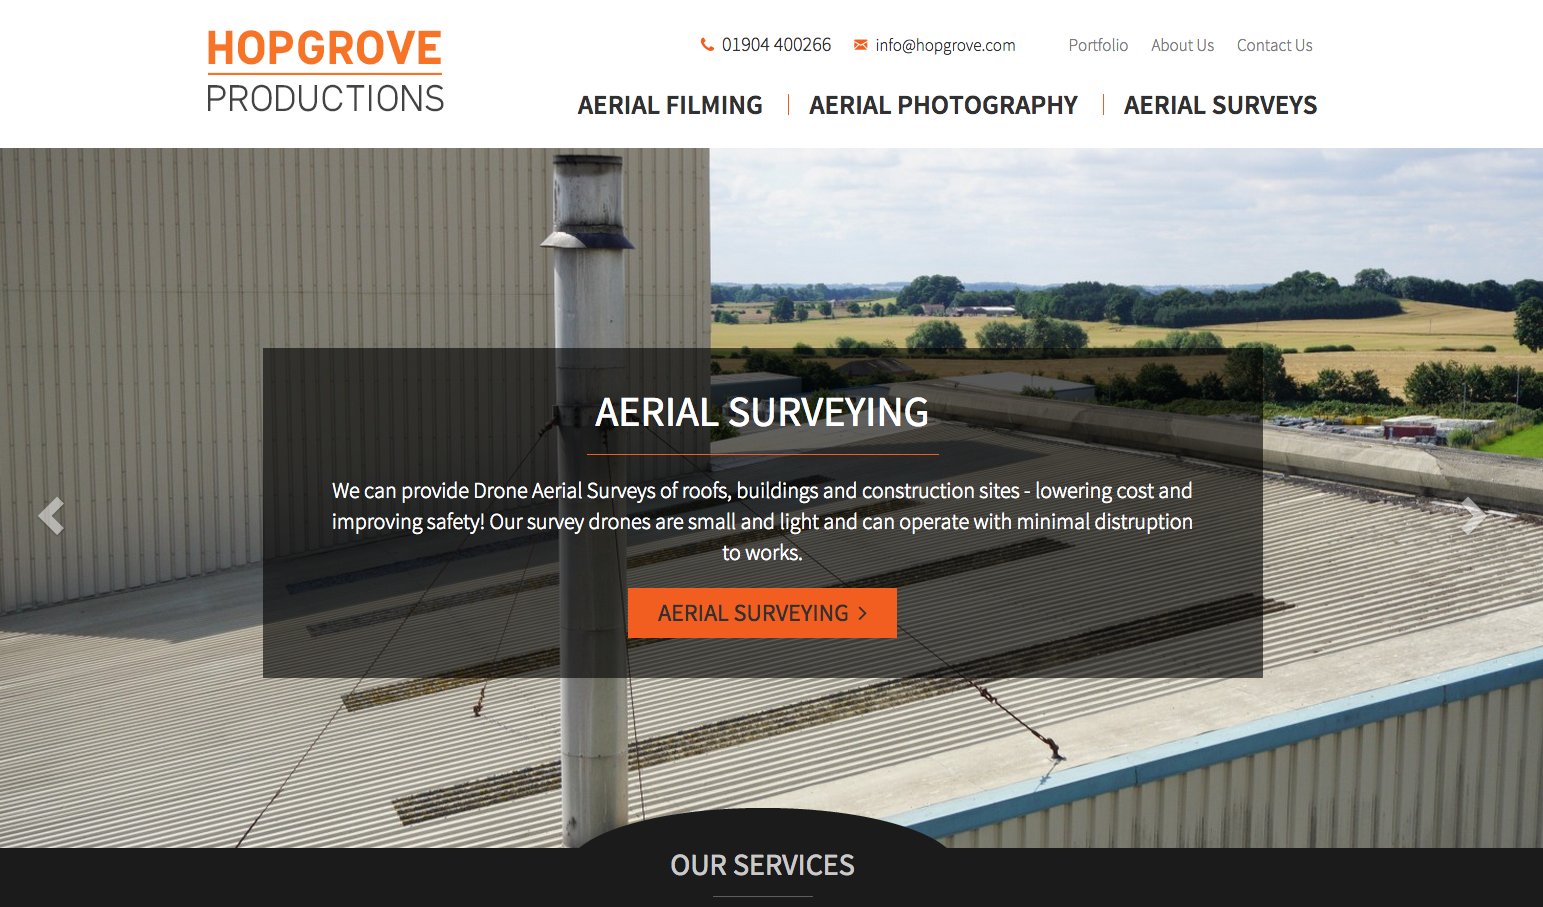 HOPGROVE
PRODUCTIONS
01904 400266 info@hopgrove.com Portfolio About Us Contact Us
AERIAL FILMING AERIAL PHOTOGRAPHY AERIAL SURVEYS
AERIAL SURVEYING
We can provide Drone Aerial Surveys of roofs, buildings and construction sites - lowering cost and
improving safety! Our survey drones are small and light and can operate with minimal distruption
to works.
AERIAL SURVEYING
OUR SERVICES